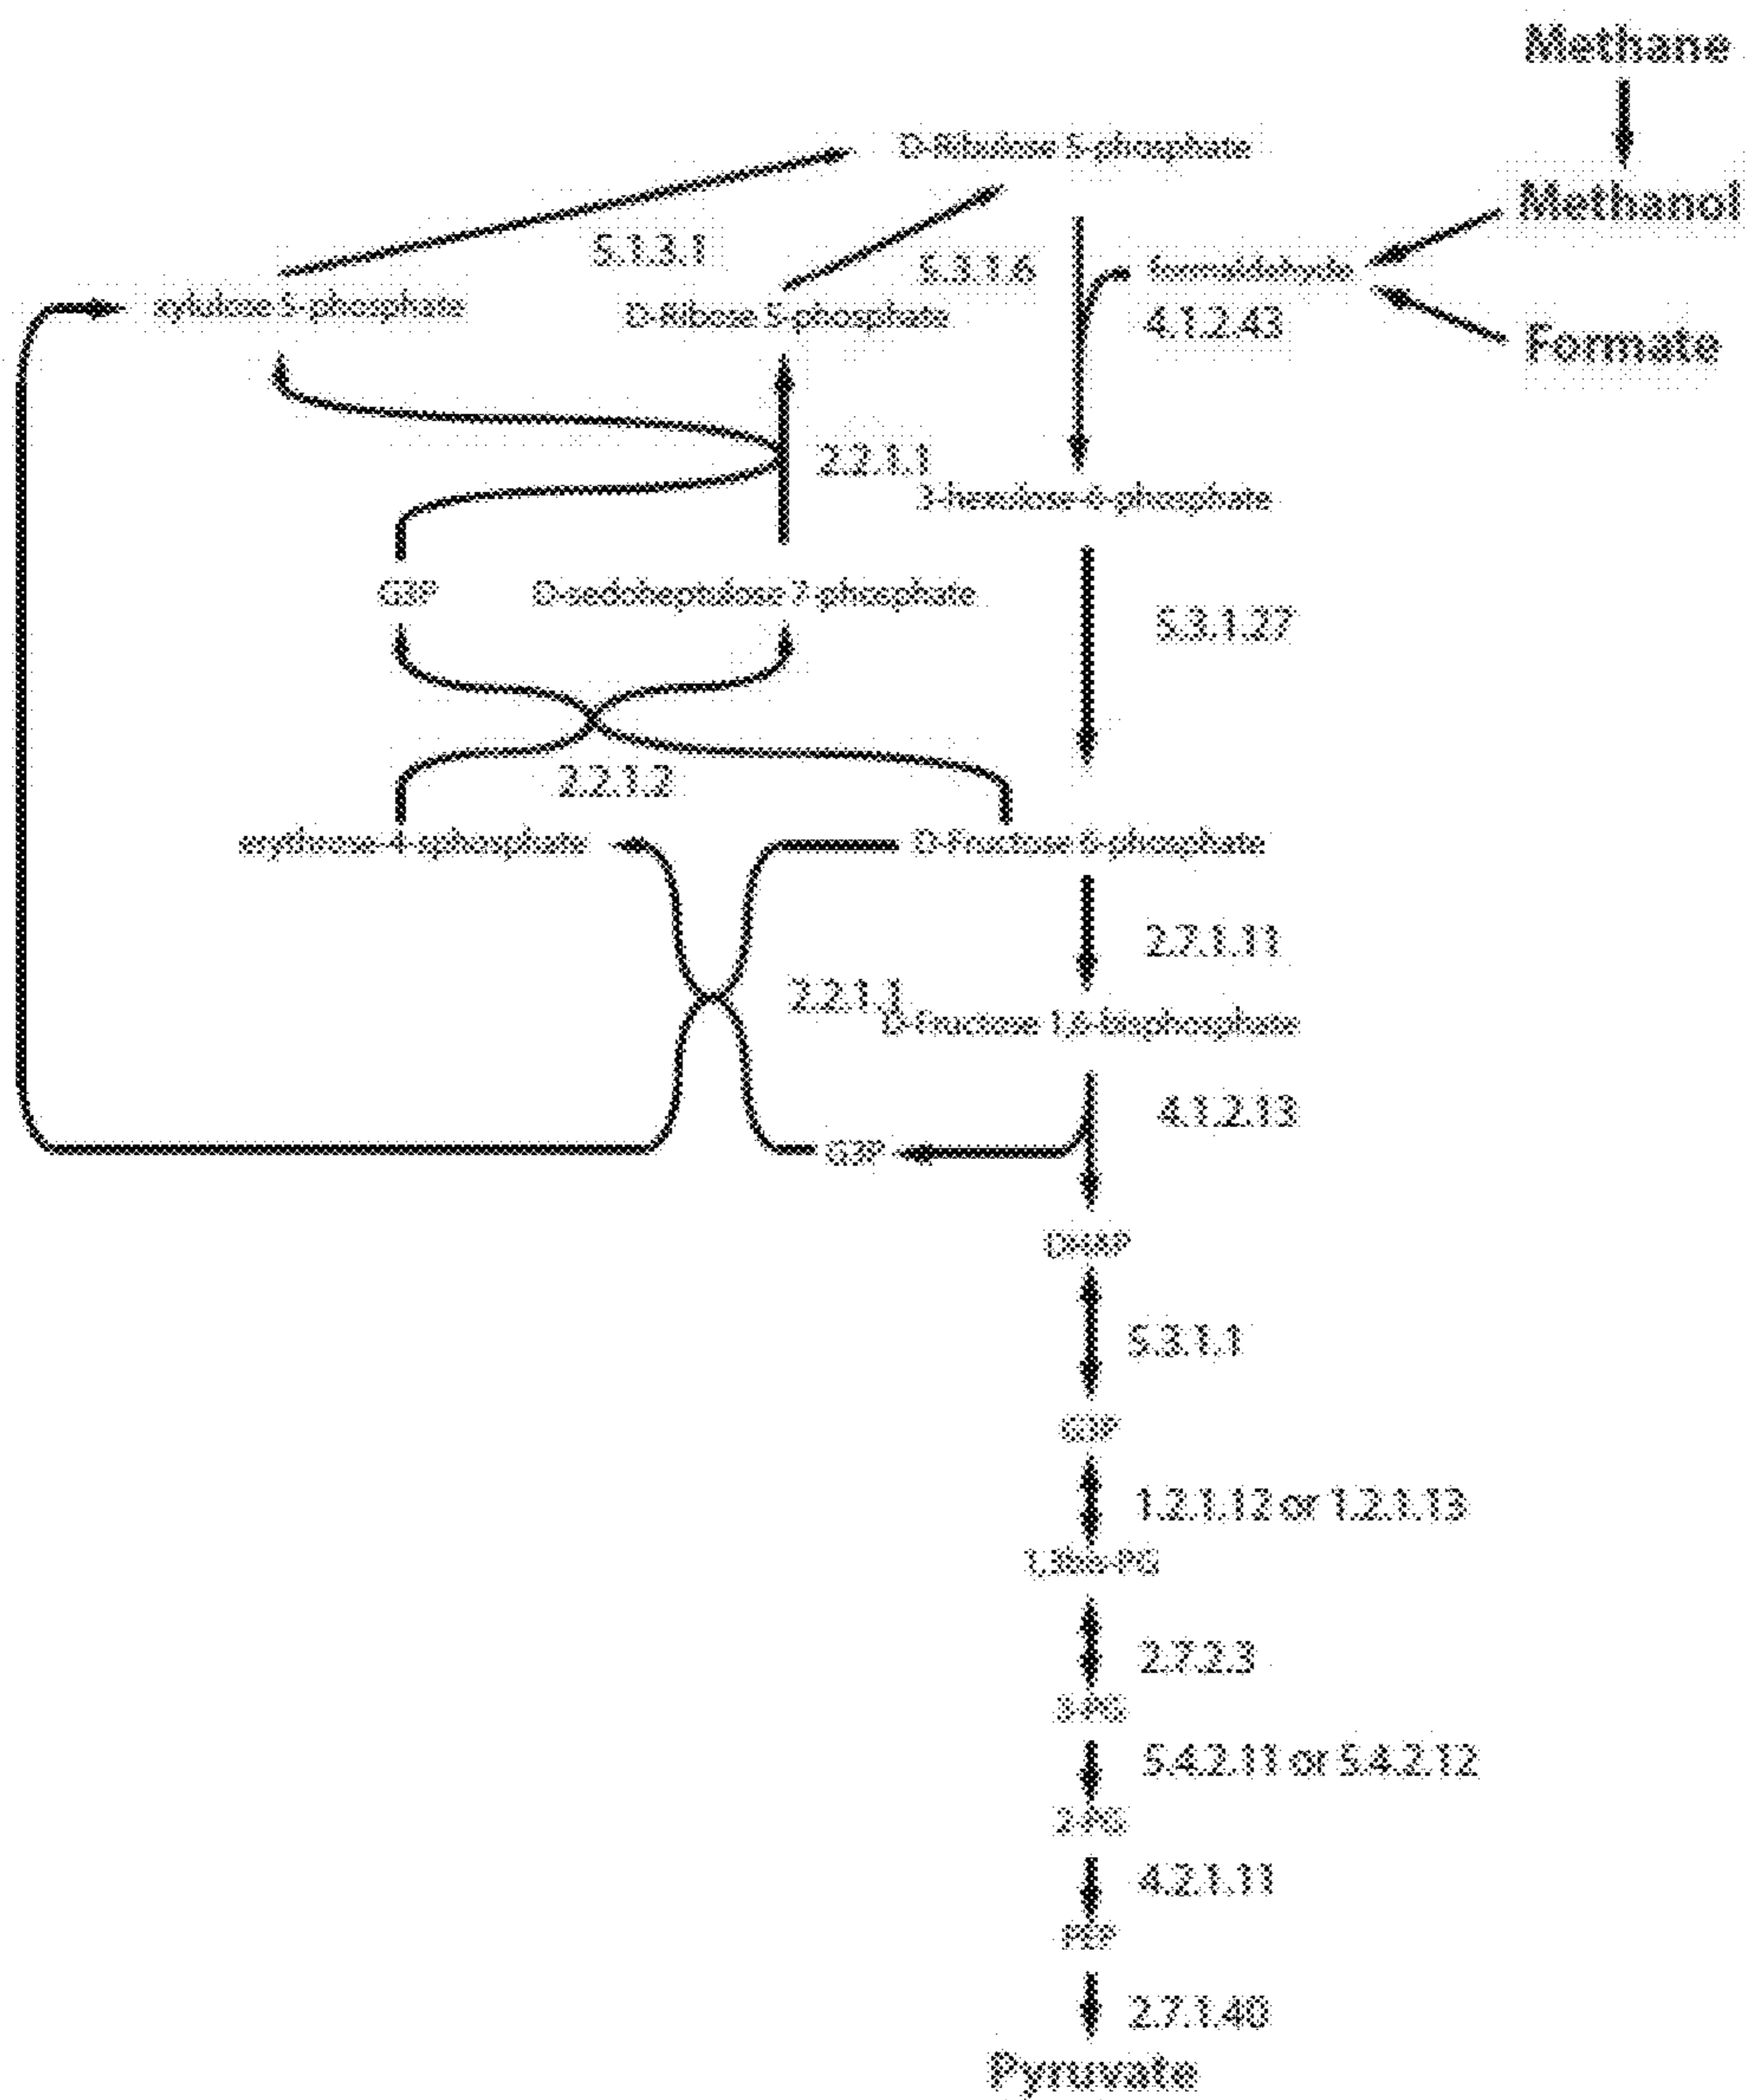 Methane
D-Ribulose 5-phosphate
Methanol
5.1.3.1
5.3.1.6
formaldehyde
xylulose 5-phosphate
D-Ribose 5-phosphate
4.1.2.43
Formate
2.2.1.1
3-hexulose-6-phosphate
G3P
D-sedoheptulose 7-phosphate
5.3.1.27
2.2.1.2
erythrose-4-sphosphate
D-Fructose 6-phosphate
2.7.1.11
2.2.1.1
D-Fructose 1,6-bisphosphate
4.1.2.13
G3P
DHAP
5.3.1.1
G3P
1.2.1.12 or 1.2.1.13
1,3bis-PG
2.7.2.3
3-PG
5.4.2.11 or 5.4.2.12
2-PG
4.2.1.11
PEP
2.7.1.40
Pyruvate